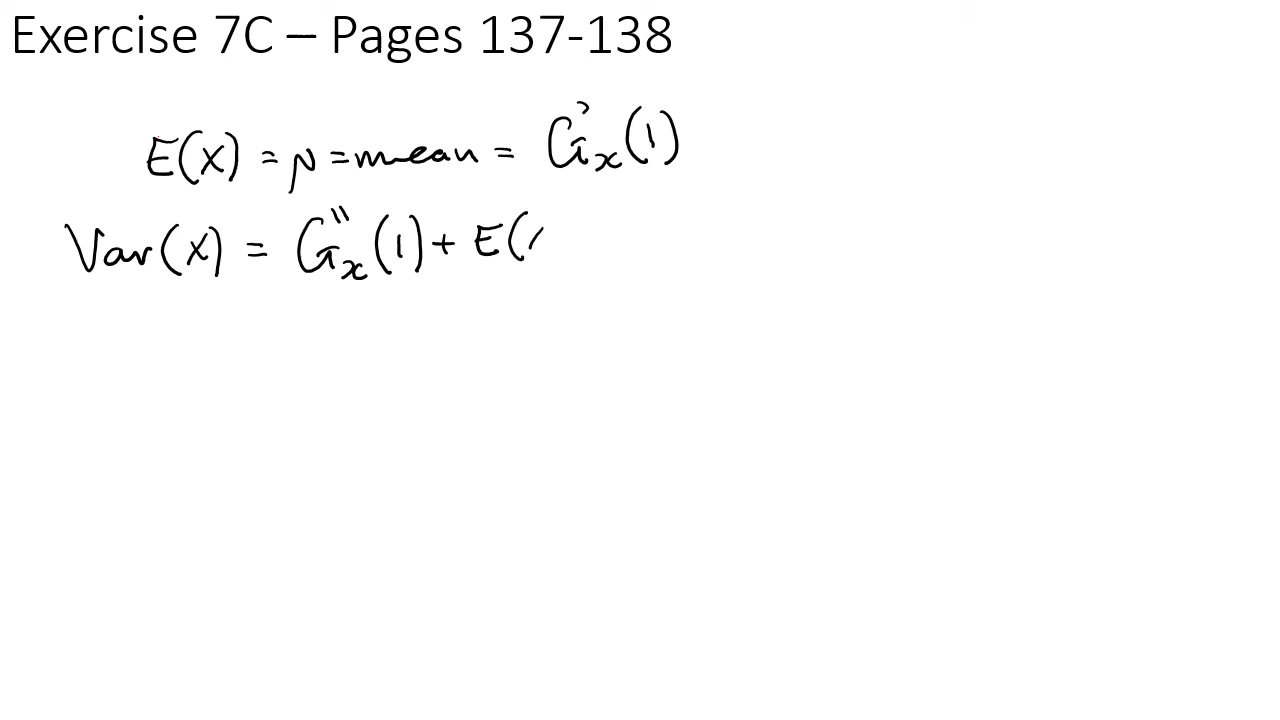 Exercise 7C – Pages 137-138
E(X) = μ = mean = G'ₓ(1)
Var(X) = G''ₓ(1) + E(